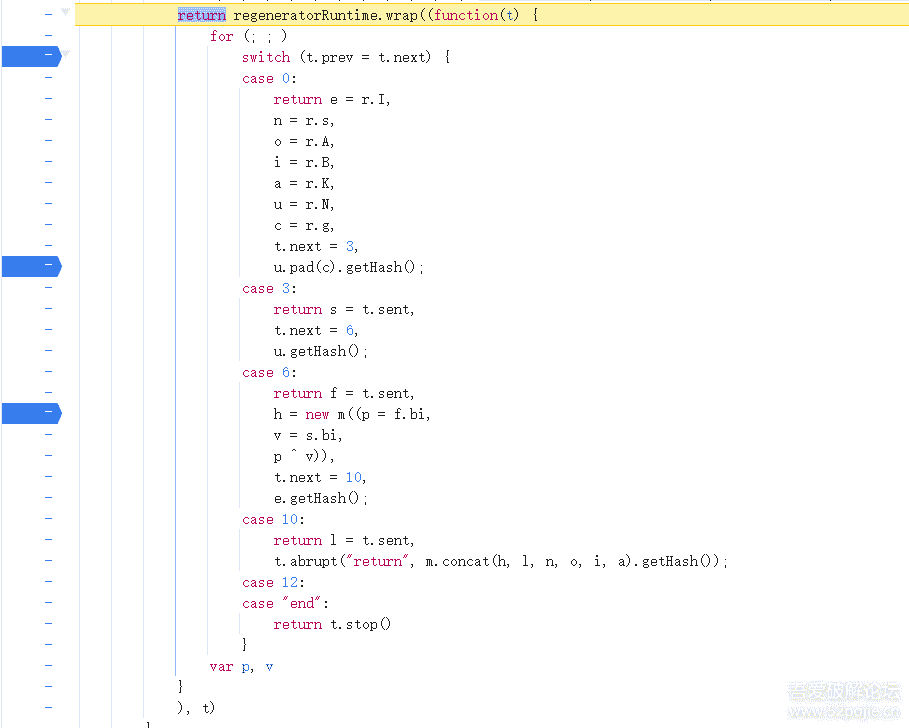 return regeneratorRuntime.wrap((function(t) {
for (; ; )
switch (t.prev = t.next) {
case 0:
return e = r.I,
n = r.s,
o = r.A,
i = r.B,
a = r.K,
u = r.N,
c = r.g,
t.next = 3,
u.pad(c).getHash();
case 3:
return s = t.sent,
t.next = 6,
u.getHash();
case 6:
return f = t.sent,
h = new m((p = f.bi,
v = s.bi,
p ^ v)),
t.next = 10,
e.getHash();
case 10:
return l = t.sent,
t.abrupt("return", m.concat(h, l, n, o, i, a).getHash());
case 12:
case "end":
return t.stop()
}
var p, v
}
), t)
吾爱破解论坛
www.52pojie.cn